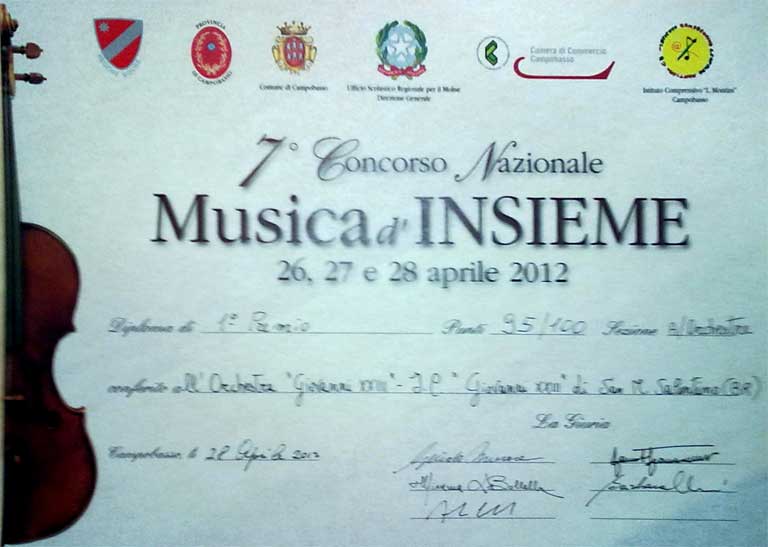 REGIONE MOLISE
PROVINCIA
DI CAMPOBASSO
Comune di Campobasso
Ufficio Scolastico Regionale per il Molise
Direzione Generale
Camera di Commercio
Campobasso
Istituto Comprensivo "L. Montini"
Campobasso
7° Concorso Nazionale
Musica d'INSIEME
26, 27 e 28 aprile 2012
Diploma di 1° Premio Punti 95/100 Sezione A/Orchestra
conferito all'Orchestra "Giovanni XXIII" - I.C. "Giovanni XXIII" di San M. Salentino (BR)
La Giuria
Campobasso, lì 28 Aprile 2012